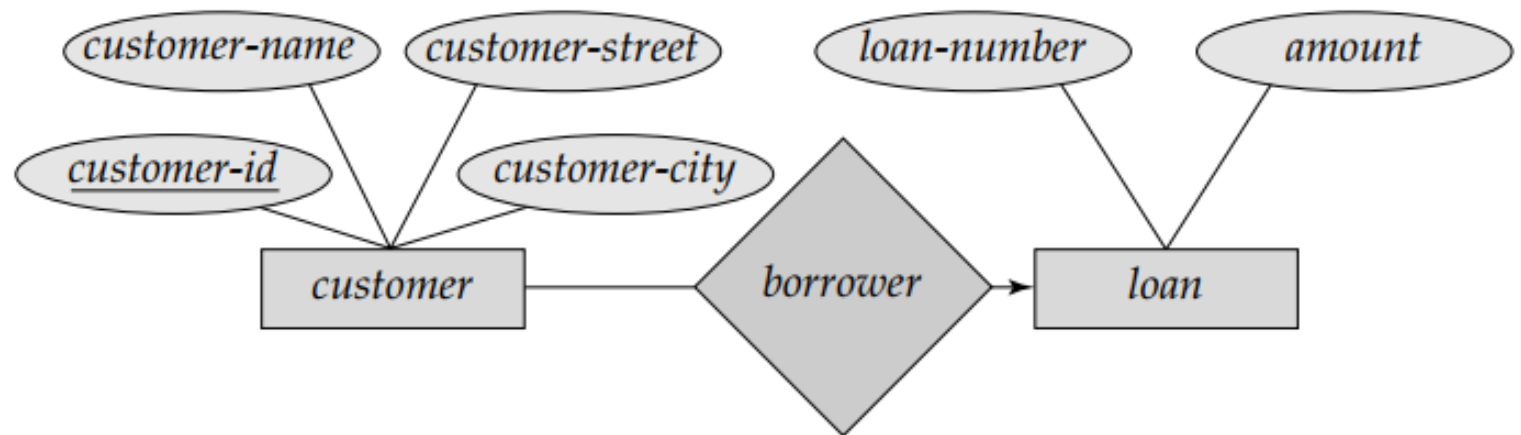 customer-name
customer-street
loan-number
amount
customer-id
customer-city
customer
borrower
loan